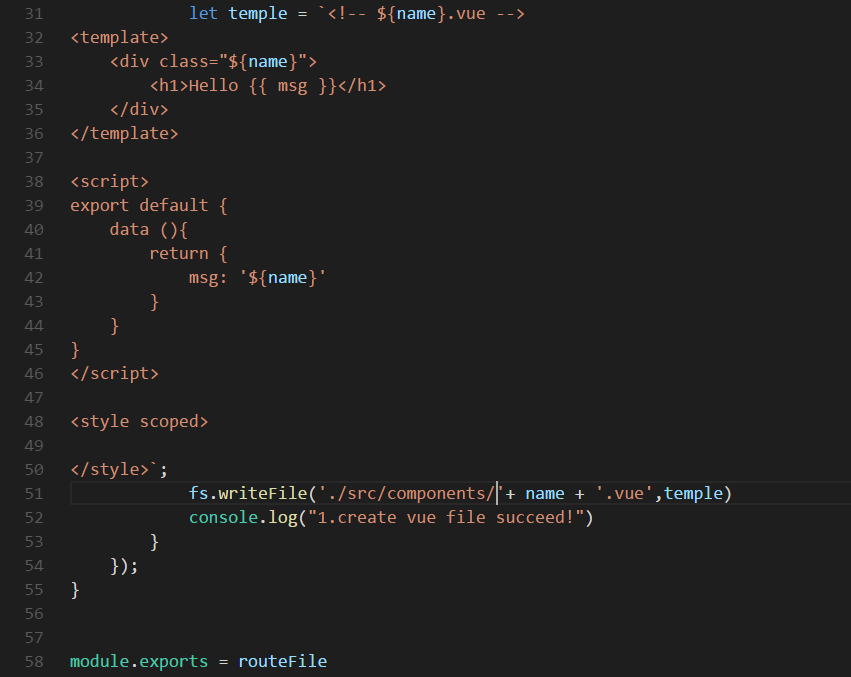 31 let temple = `<!-- ${name}.vue -->
32 <template>
33 <div class="${name}">
34 <h1>Hello {{ msg }}</h1>
35 </div>
36 </template>
37
38 <script>
39 export default {
40 data (){
41 return {
42 msg: '${name}'
43 }
44 }
45 }
46 </script>
47
48 <style scoped>
49
50 </style>`;
51 fs.writeFile('./src/components/'+ name + '.vue',temple)
52 console.log("1.create vue file succeed!")
53 }
54 });
55 }
56
57
58 module.exports = routeFile